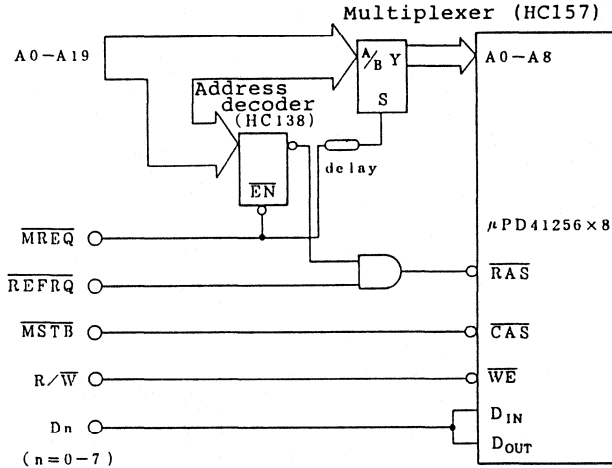 Multiplexer (HC157)
A0-A19
A/B Y
S
A0-A8
Address
decoder
(HC138)
EN
delay
MREQ
μPD41256×8
RAS
REFRQ
MSTB
CAS
R/W
WE
Dn
DIN
DOUT
(n=0-7)